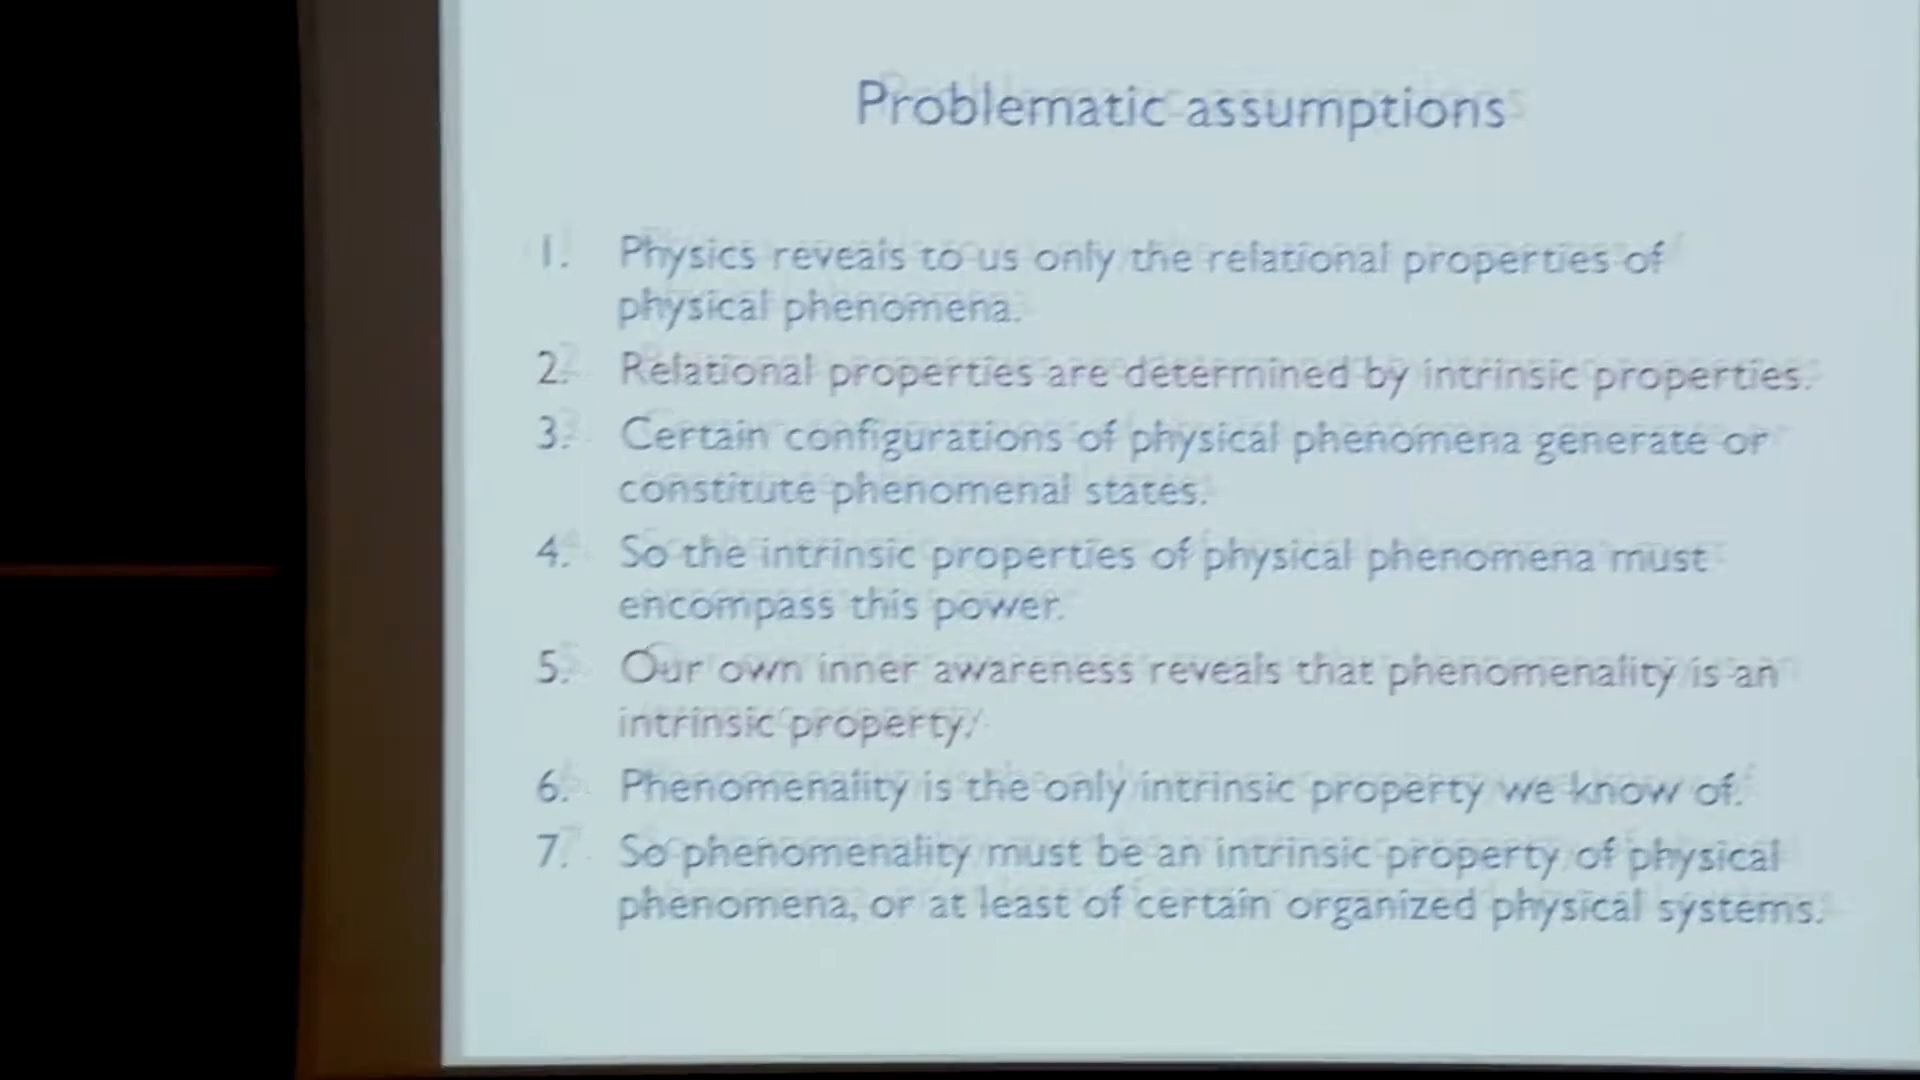 Problematic assumptions
1. Physics reveals to us only the relational properties of
physical phenomena.
2. Relational properties are determined by intrinsic properties.
3. Certain configurations of physical phenomena generate or
constitute phenomenal states.
4. So the intrinsic properties of physical phenomena must
encompass this power.
5. Our own inner awareness reveals that phenomenality is an
intrinsic property.
6. Phenomenality is the only intrinsic property we know of.
7. So phenomenality must be an intrinsic property of physical
phenomena, or at least of certain organized physical systems.